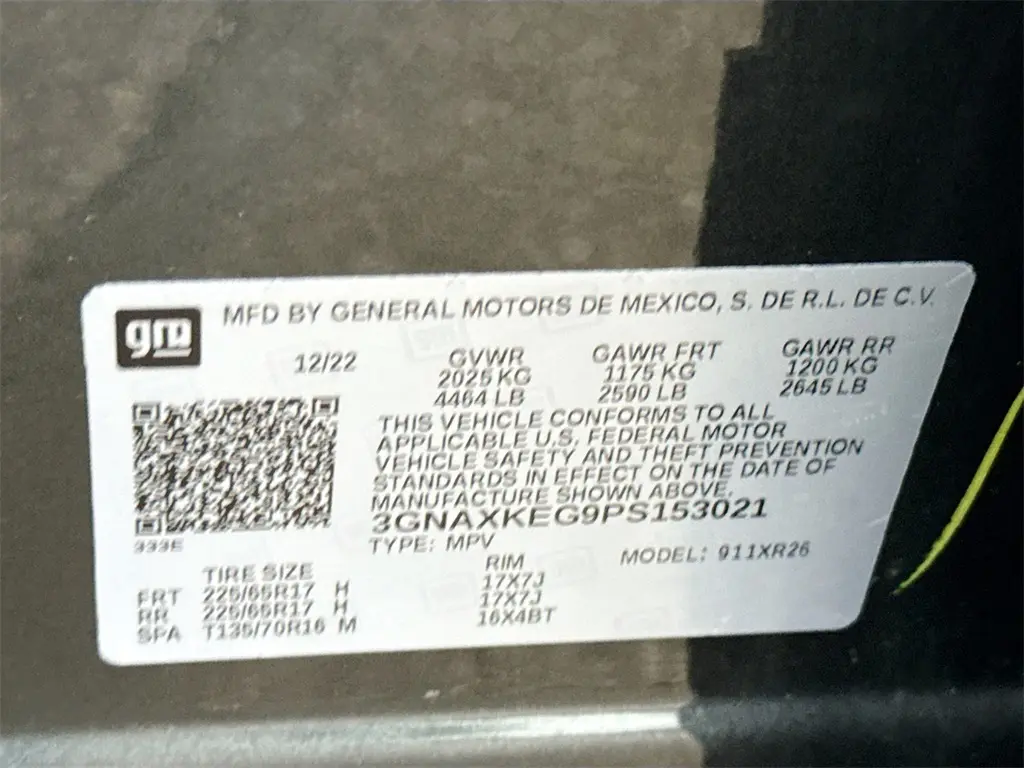 gm
MFD BY GENERAL MOTORS DE MEXICO, S. DE R.L. DE C.V.
12/22 GVWR GAWR FRT GAWR RR
2025 KG 1175 KG 1200 KG
4464 LB 2590 LB 2645 LB
THIS VEHICLE CONFORMS TO ALL
APPLICABLE U.S. FEDERAL MOTOR
VEHICLE SAFETY AND THEFT PREVENTION
STANDARDS IN EFFECT ON THE DATE OF
MANUFACTURE SHOWN ABOVE.
3GNAXKEG9PS153021
333E
TYPE: MPV MODEL: 911XR26
TIRE SIZE RIM
FRT 225/65R17 H 17X7J
RR 225/65R17 H 17X7J
SPA T135/70R16 M 16X4BT